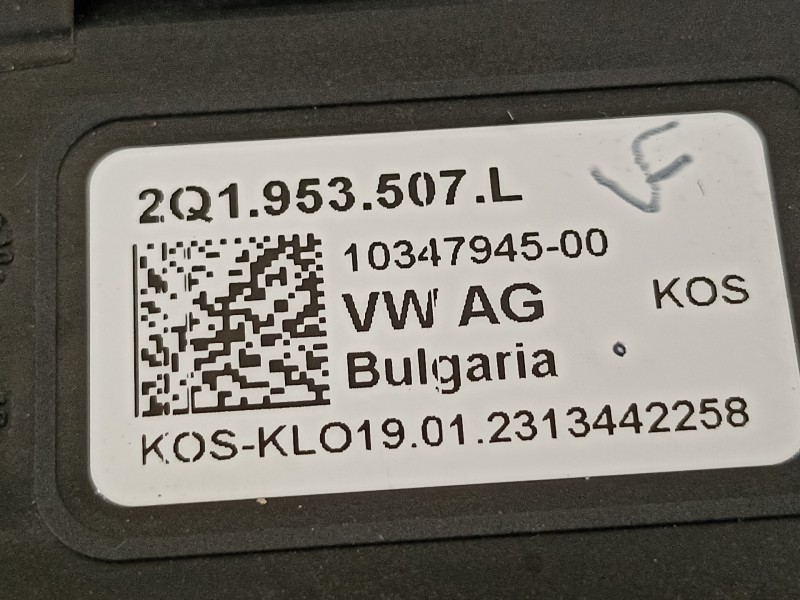 2Q1.953.507.L
10347945-00
VW AG
KOS
Bulgaria
KOS-KLO19.01.2313442258